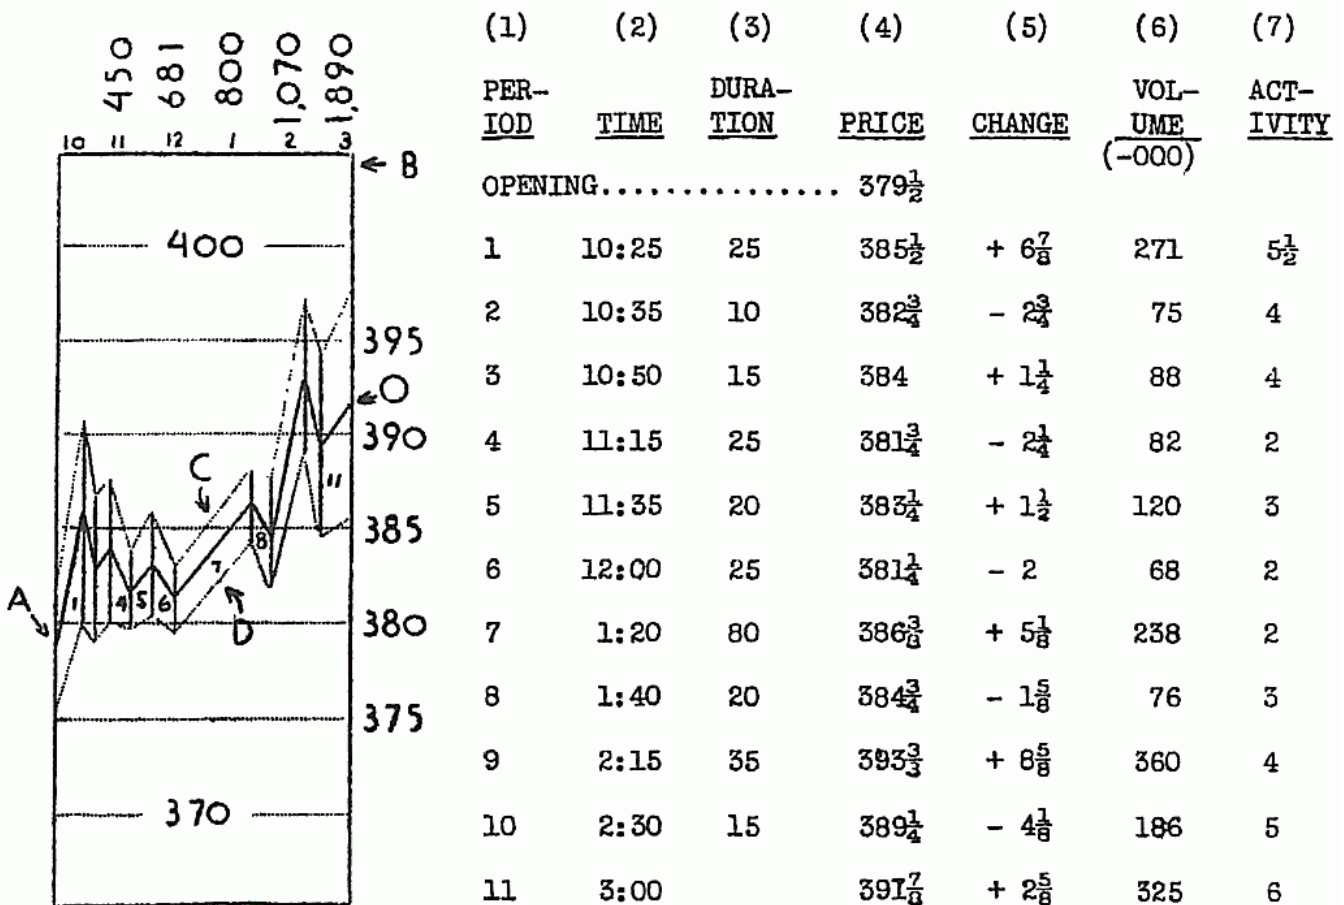 450 681 800 1,070 1,890
10 11 12 1 2 3
B
400
395
O
390
C
11
385
8
7
A
1 4 5 6
380
D
375
370
(1) (2) (3) (4) (5) (6) (7)
PER- DURA- VOL- ACT-
IOD TIME TION PRICE CHANGE UME IVITY
(-000)
OPENING............... 379½
1 10:25 25 385½ + 6⅞ 271 5½
2 10:35 10 382¾ - 2¾ 75 4
3 10:50 15 384 + 1¼ 88 4
4 11:15 25 381¾ - 2¼ 82 2
5 11:35 20 383¼ + 1½ 120 3
6 12:00 25 381¼ - 2 68 2
7 1:20 80 386⅜ + 5⅛ 238 2
8 1:40 20 384¾ - 1⅝ 76 3
9 2:15 35 3933/3 + 8⅝ 360 4
10 2:30 15 389¼ - 4⅛ 186 5
11 3:00 391⅞ + 2⅝ 325 6